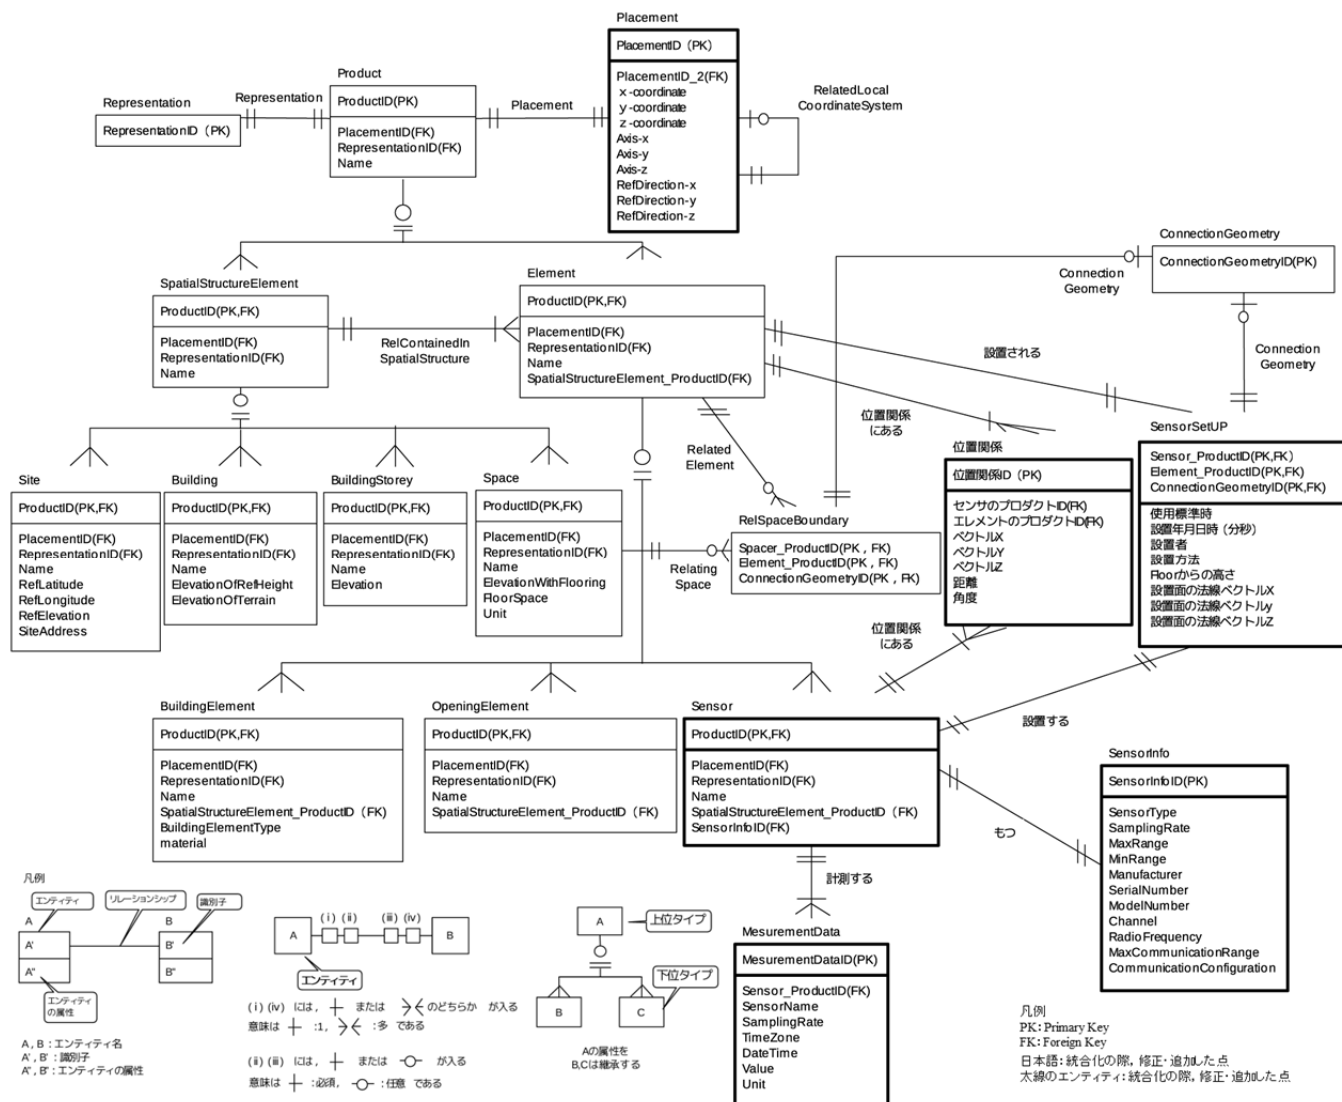 Placement
PlacementID（PK）
PlacementID_2(FK)
x-coordinate
y-coordinate
z-coordinate
Axis-x
Axis-y
Axis-z
RefDirection-x
RefDirection-y
RefDirection-z
RelatedLocal
CoordinateSystem
Product
ProductID(PK)
PlacementID(FK)
RepresentationID(FK)
Name
Placement
Representation
Representation
RepresentationID（PK）
SpatialStructureElement
ProductID(PK,FK)
PlacementID(FK)
RepresentationID(FK)
Name
RelContainedIn
SpatialStructure
Element
ProductID(PK,FK)
PlacementID(FK)
RepresentationID(FK)
Name
SpatialStructureElement_ProductID(FK)
ConnectionGeometry
ConnectionGeometryID(PK)
Connection
Geometry
Connection
Geometry
設置される
位置関係
にある
Related
Element
Site
ProductID(PK,FK)
PlacementID(FK)
RepresentationID(FK)
Name
RefLatitude
RefLongitude
RefElevation
SiteAddress
Building
ProductID(PK,FK)
PlacementID(FK)
RepresentationID(FK)
Name
ElevationOfRefHeight
ElevationOfTerrain
BuildingStorey
ProductID(PK,FK)
PlacementID(FK)
RepresentationID(FK)
Name
Elevation
Space
ProductID(PK,FK)
PlacementID(FK)
RepresentationID(FK)
Name
ElevationWithFlooring
FloorSpace
Unit
Relating
Space
RelSpaceBoundary
Spacer_ProductID(PK，FK)
Element_ProductID(PK，FK)
ConnectionGeometryID(PK，FK)
位置関係
位置関係ID（PK）
センサのプロダクトID(FK)
エレメントのプロダクトID(FK)
ベクトルX
ベクトルY
ベクトルZ
距離
角度
SensorSetUP
Sensor_ProductID(PK,FK）
Element_ProductID(PK,FK)
ConnectionGeometryID(PK,FK)
使用標準時
設置年月日時（分秒）
設置者
設置方法
Floorからの高さ
設置面の法線ベクトルX
設置面の法線ベクトルy
設置面の法線ベクトルZ
位置関係
にある
設置する
BuildingElement
ProductID(PK,FK)
PlacementID(FK)
RepresentationID(FK)
Name
SpatialStructureElement_ProductID（FK）
BuildingElementType
material
OpeningElement
ProductID(PK,FK)
PlacementID(FK)
RepresentationID(FK)
Name
SpatialStructureElement_ProductID（FK）
Sensor
ProductID(PK,FK)
PlacementID(FK)
RepresentationID(FK)
Name
SpatialStructureElement_ProductID（FK）
SensorInfoID(FK)
もつ
SensorInfo
SensorInfoID(PK)
SensorType
SamplingRate
MaxRange
MinRange
Manufacturer
SerialNumber
ModelNumber
Channel
RadioFrequency
MaxCommunicationRange
CommunicationConfiguration
計測する
MesurementData
MesurementDataID(PK)
Sensor_ProductID(FK)
SensorName
SamplingRate
TimeZone
DateTime
Value
Unit
凡例
エンティティ
リレーションシップ
識別子
A
B
A'
B'
A''
B''
エンティティ
の属性
A，B：エンティティ名
A'，B'：識別子
A''，B''：エンティティの属性
(ⅰ) (ⅱ) (ⅲ) (ⅳ)
A
B
エンティティ
(ⅰ) (ⅳ) には， または のどちらか が入る
意味は :1， :多 である
(ⅱ) (ⅲ) には， または が入る
意味は :必須， :任意 である
A
上位タイプ
下位タイプ
B
C
Aの属性を
B,Cは継承する
凡例
PK: Primary Key
FK: Foreign Key
日本語：統合化の際，修正・追加した点
太線のエンティティ：統合化の際，修正・追加した点